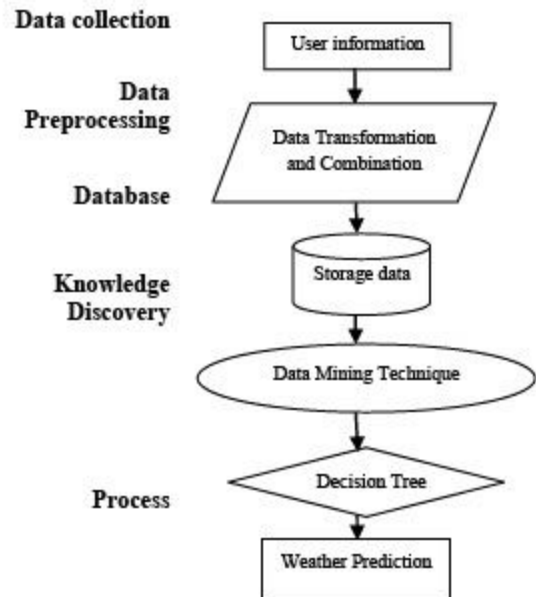 Data collection
User information
Data
Preprocessing
Data Transformation
and Combination
Database
Storage data
Knowledge
Discovery
Data Mining Technique
Decision Tree
Process
Weather Prediction